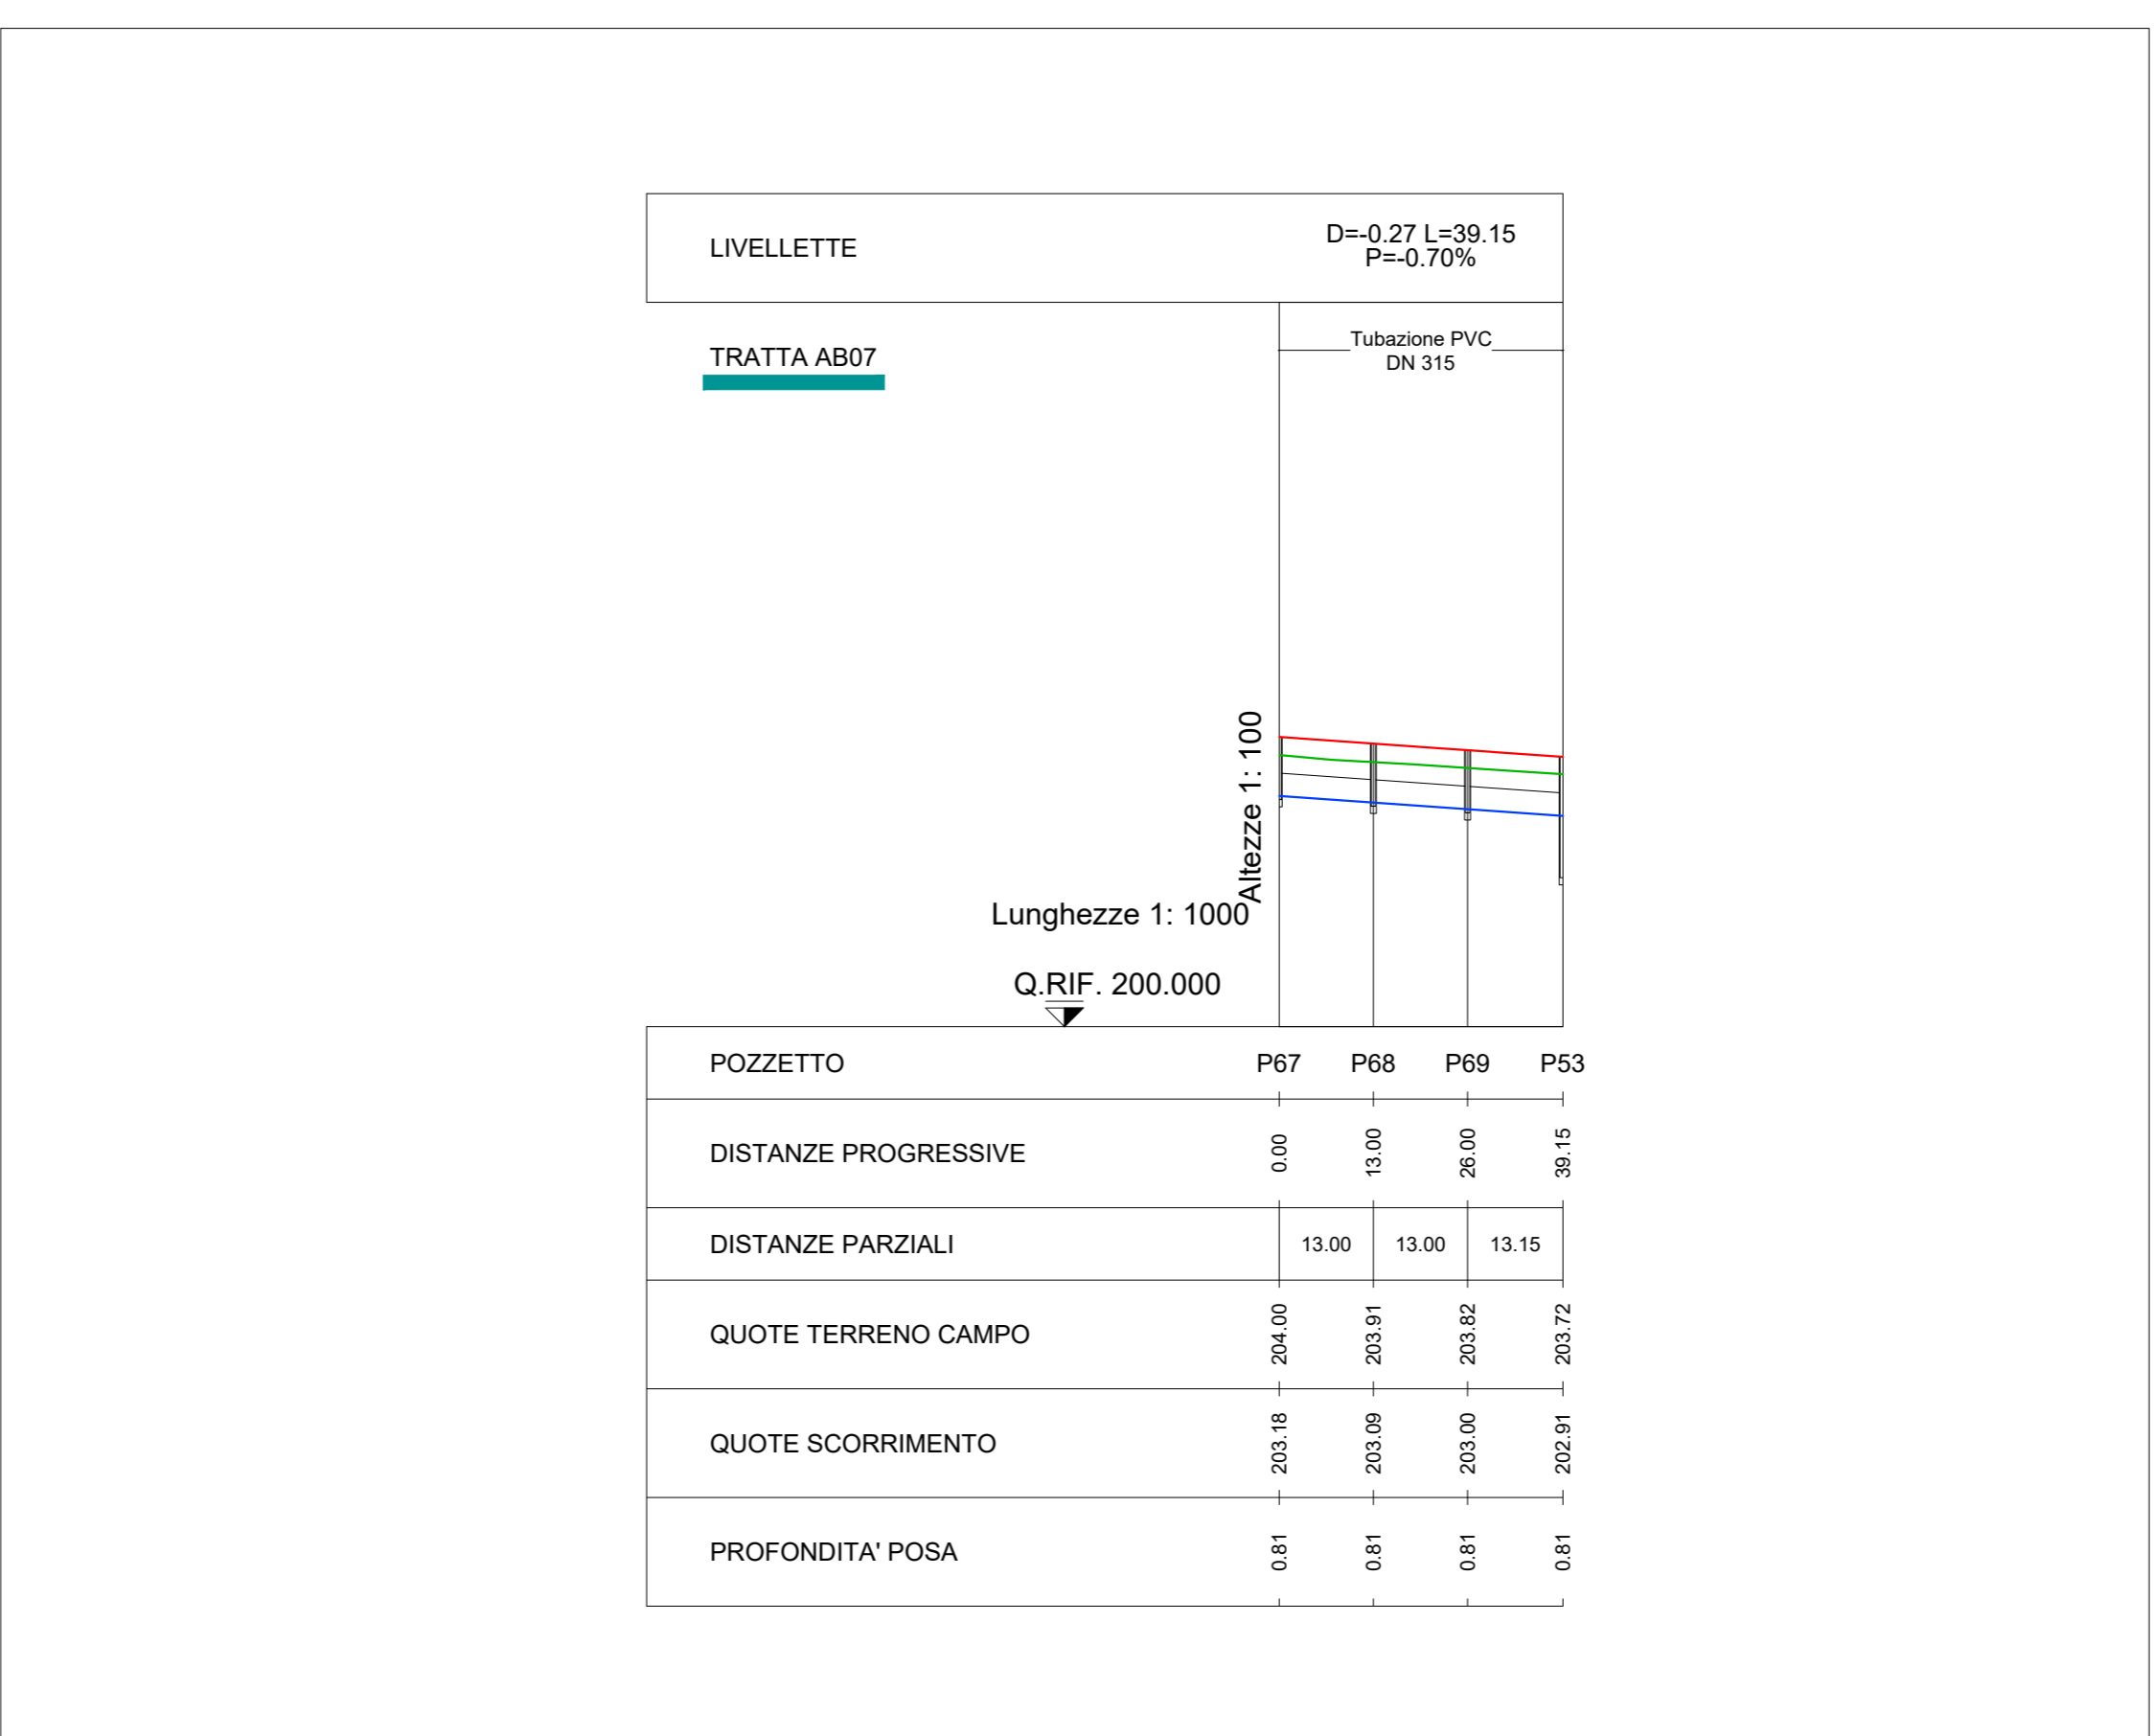 LIVELLETTE
D=-0.27 L=39.15
P=-0.70%
TRATTA AB07
Tubazione PVC
DN 315
Altezze 1: 100
Lunghezze 1: 1000
Q.RIF. 200.000
POZZETTO P67 P68 P69 P53
DISTANZE PROGRESSIVE 0.00 13.00 26.00 39.15
DISTANZE PARZIALI 13.00 13.00 13.15
QUOTE TERRENO CAMPO 204.00 203.91 203.82 203.72
QUOTE SCORRIMENTO 203.18 203.09 203.00 202.91
PROFONDITA' POSA 0.81 0.81 0.81 0.81